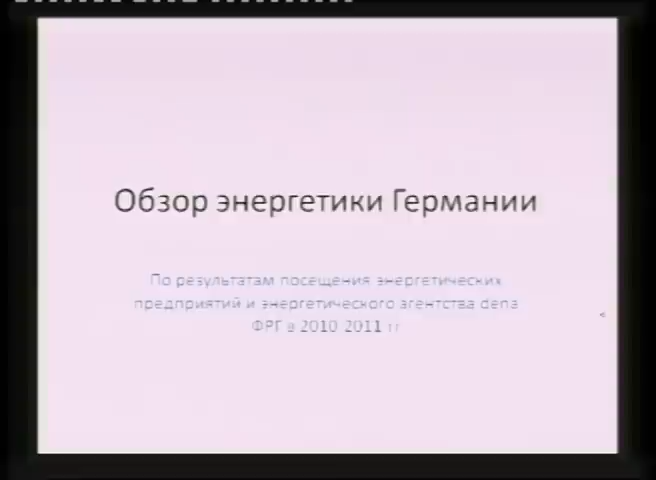 Обзор энергетики Германии
По результатам посещения энергетических
предприятий и энергетического агентства dena
ФРГ в 2010 2011 гг